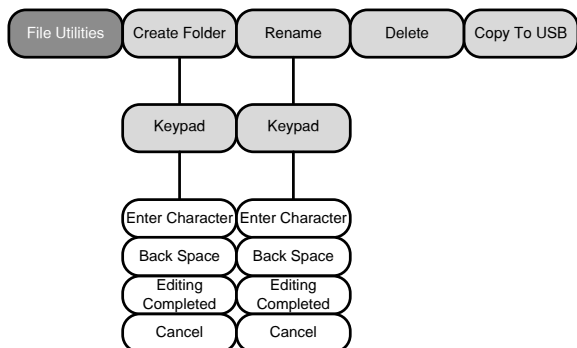 File Utilities
Create Folder
Rename
Delete
Copy To USB
Keypad
Keypad
Enter Character
Enter Character
Back Space
Back Space
Editing
Completed
Editing
Completed
Cancel
Cancel